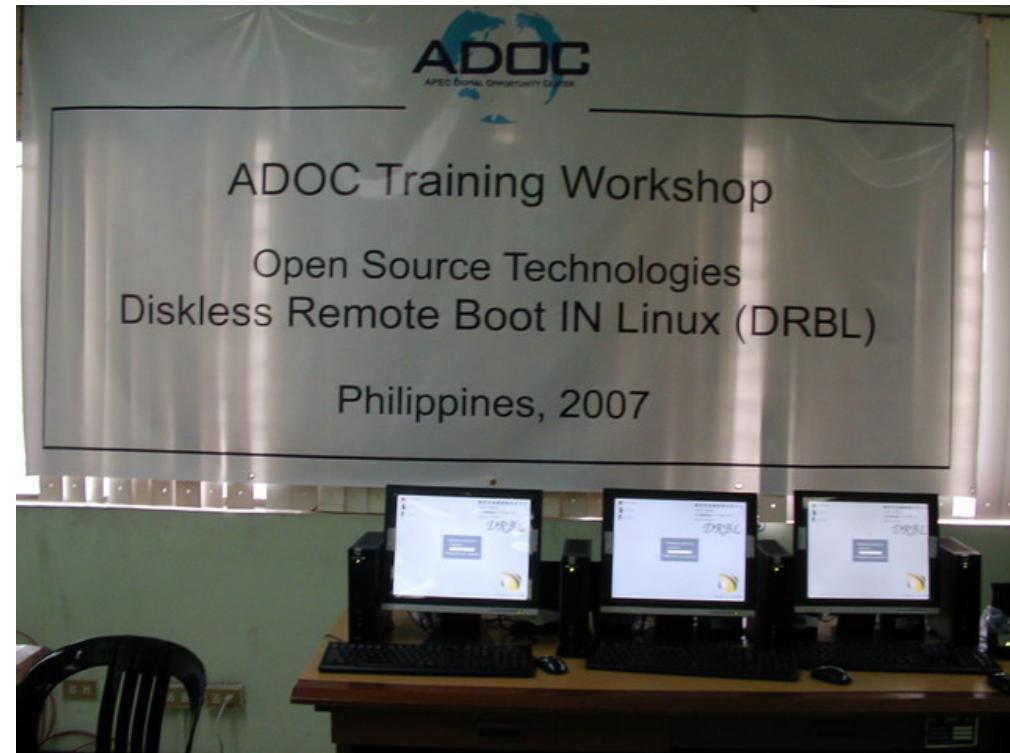 ADOC
APEC DIGITAL OPPORTUNITY CENTER
ADOC Training Workshop
Open Source Technologies
Diskless Remote Boot IN Linux (DRBL)
Philippines, 2007
DRBL
DRBL
DRBL